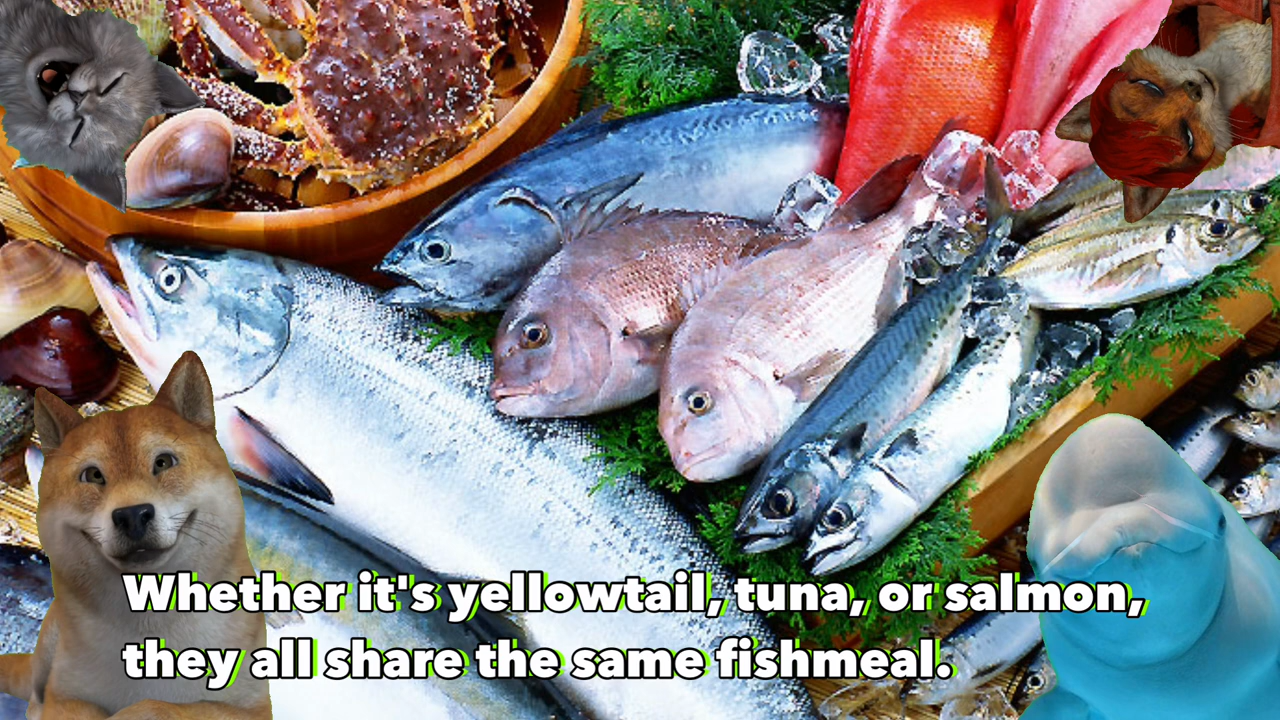 Whether it's yellowtail, tuna, or salmon,
they all share the same fishmeal.